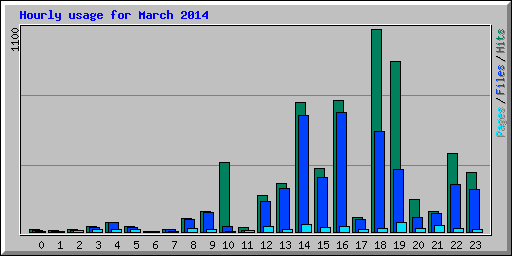 Hourly usage for March 2014
1100
Pages/Files/Hits
0 1 2 3 4 5 6 7 8 9 10 11 12 13 14 15 16 17 18 19 20 21 22 23